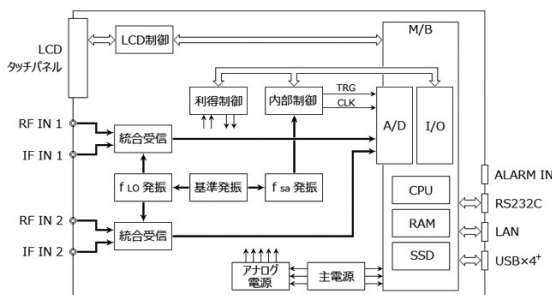 M/B
LCD
タッチパネル
LCD制御
利得制御
内部制御
TRG
CLK
A/D
I/O
RF IN 1
IF IN 1
統合受信
f LO 発振
基準発振
f sa 発振
RF IN 2
IF IN 2
統合受信
CPU
RAM
SSD
ALARM IN
RS232C
LAN
USB×4+
アナログ
電源
主電源